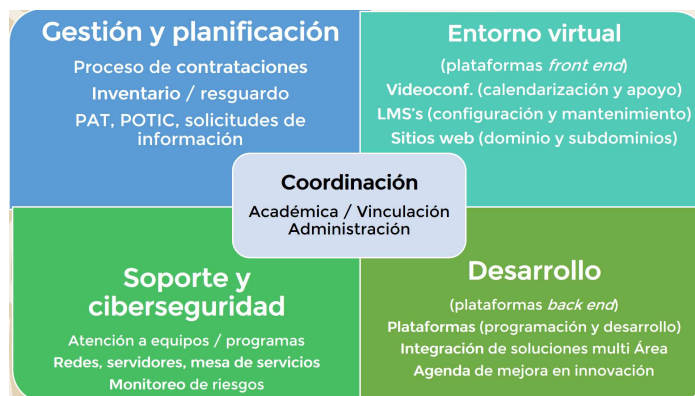 Gestión y planificación
Proceso de contrataciones
Inventario / resguardo
PAT, POTIC, solicitudes de
información
Entorno virtual
(plataformas front end)
Videoconf. (calendarización y apoyo)
LMS's (configuración y mantenimiento)
Sitios web (dominio y subdominios)
Coordinación
Académica / Vinculación
Administración
Soporte y
ciberseguridad
Atención a equipos / programas
Redes, servidores, mesa de servicios
Monitoreo de riesgos
Desarrollo
(plataformas back end)
Plataformas (programación y desarrollo)
Integración de soluciones multi Área
Agenda de mejora en innovación